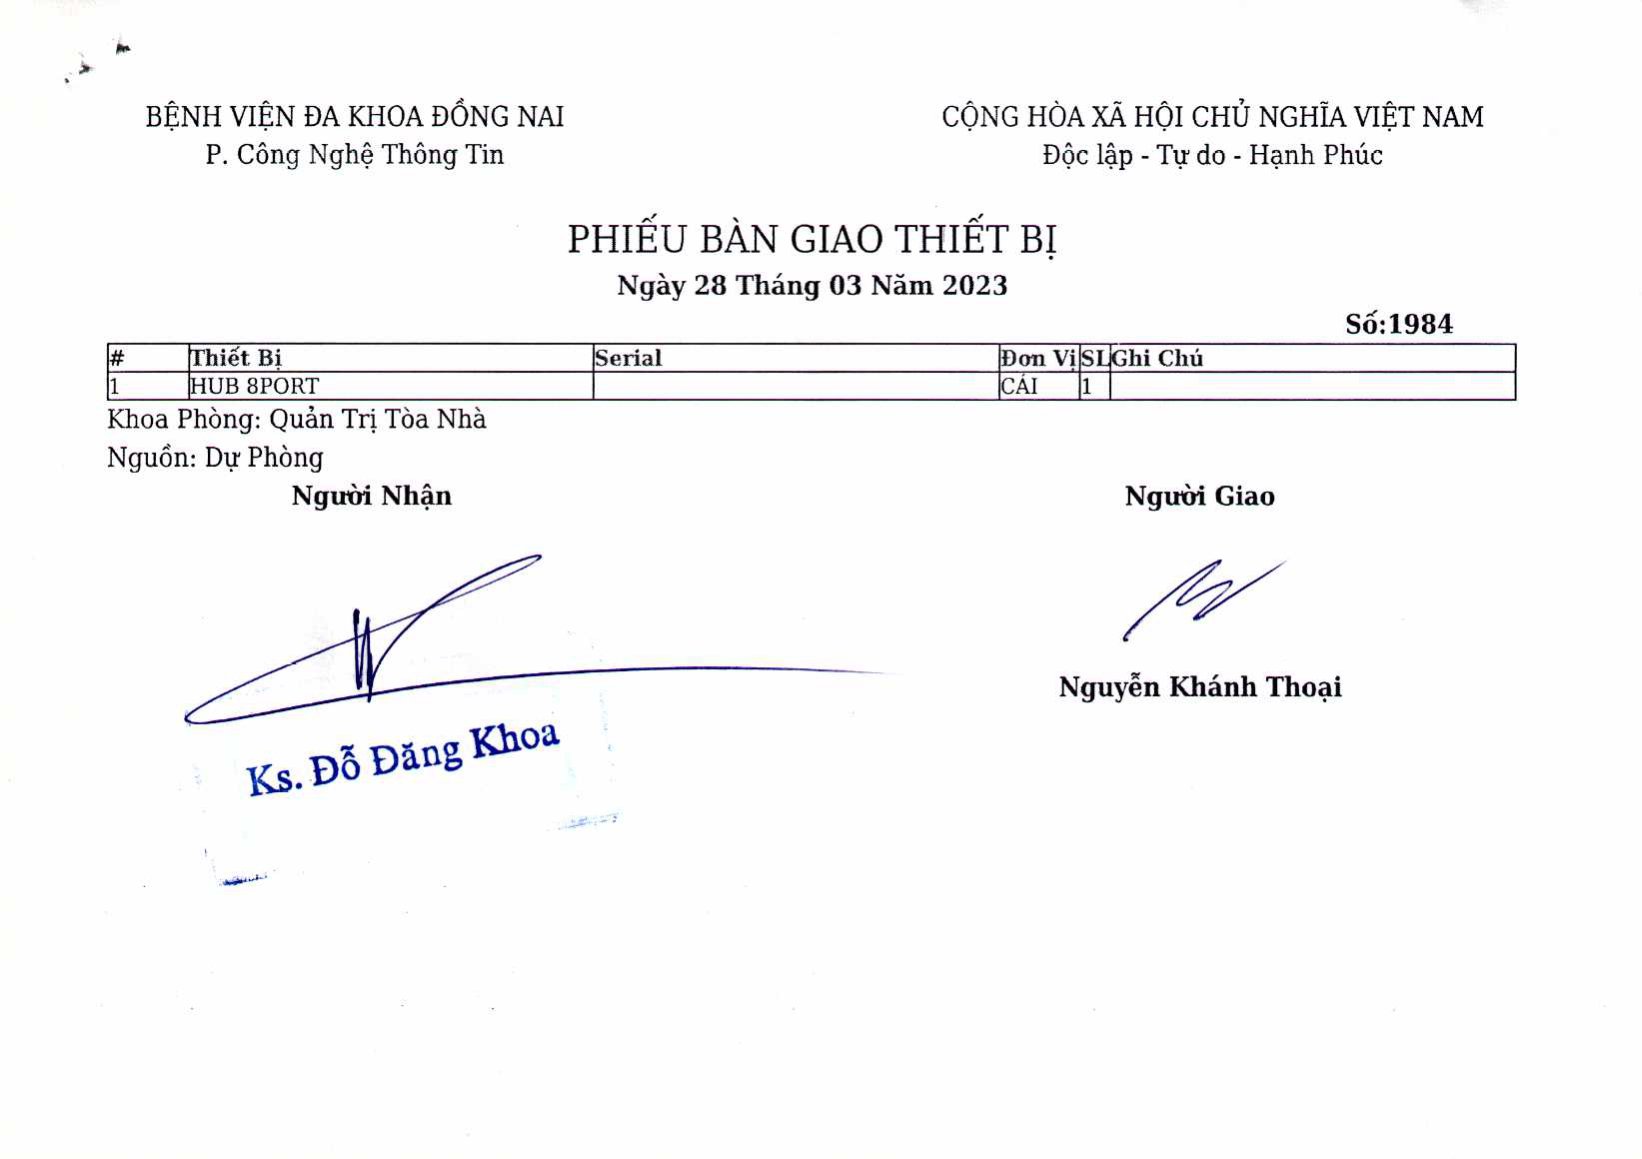 BỆNH VIỆN ĐA KHOA ĐỒNG NAI
P. Công Nghệ Thông Tin
CỘNG HÒA XÃ HỘI CHỦ NGHĨA VIỆT NAM
Độc lập - Tự do - Hạnh Phúc
PHIẾU BÀN GIAO THIẾT BỊ
Ngày 28 Tháng 03 Năm 2023
Số:1984
# Thiết Bị Serial Đơn Vị SL Ghi Chú
1 HUB 8PORT CÁI 1
Khoa Phòng: Quản Trị Tòa Nhà
Nguồn: Dự Phòng
Người Nhận Người Giao
Nguyễn Khánh Thoại
Ks. Đỗ Đăng Khoa